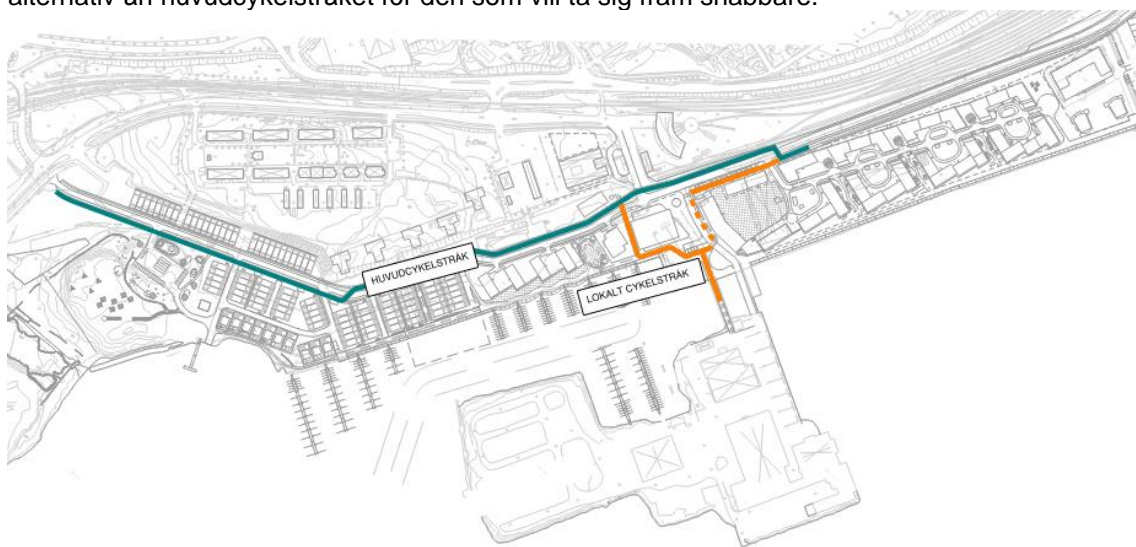 alternativ än huvudcykelstråket för den som vill ta sig fram snabbare.
HUVUDCYKELSTRÅK
LOKALT CYKELSTRÅK